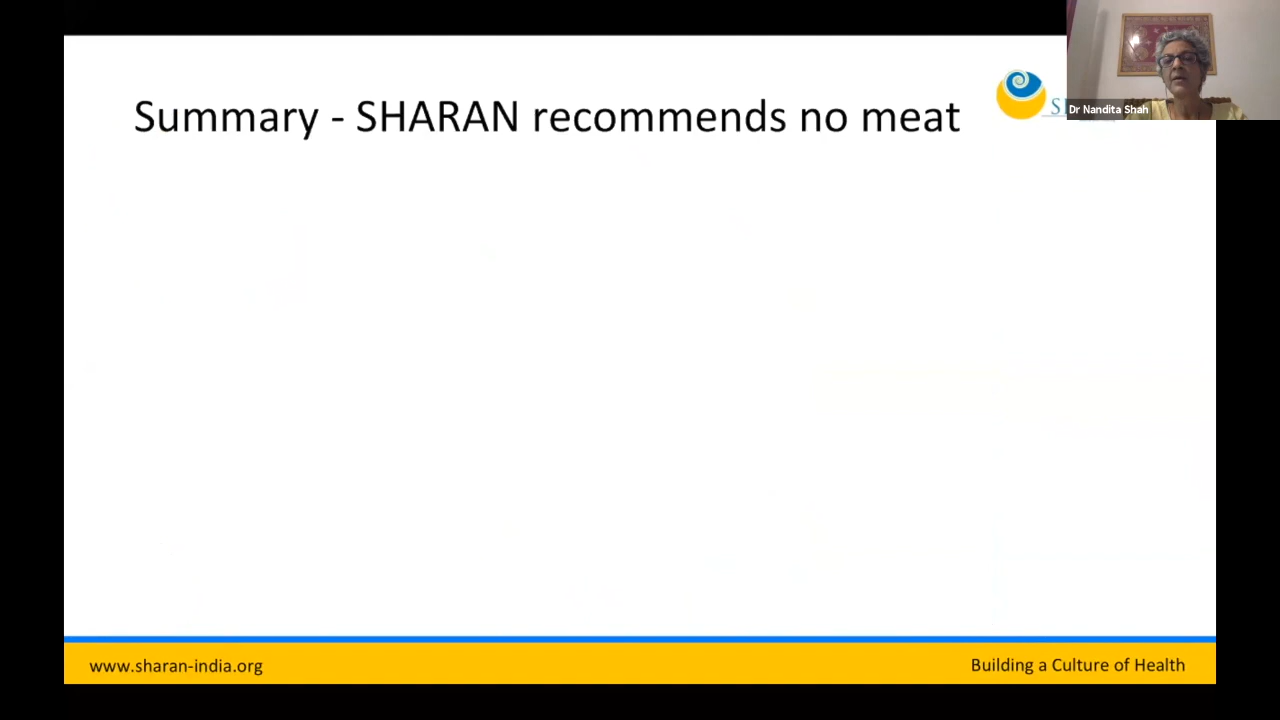 Summary - SHARAN recommends no meat
Dr Nandita Shah
www.sharan-india.org
Building a Culture of Health